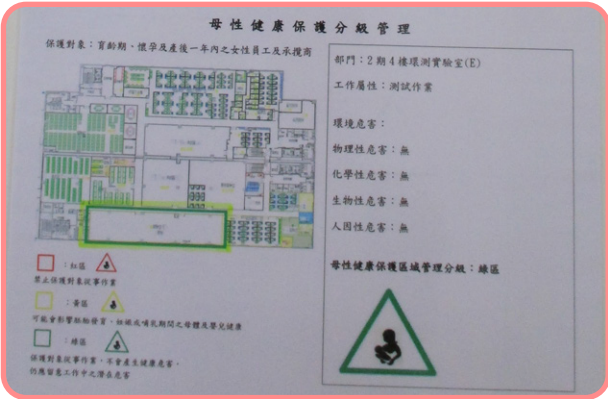 母性健康保護分級管理
保護對象：育齡期、懷孕及產後一年內之女性員工及承攬商
：紅區
禁止保護對象從事作業
：黃區
可能會影響胚胎發育、妊娠或哺乳期間之母體及嬰兒健康
：綠區
保護對象從事作業，不會產生健康危害，
仍應留意工作中之潛在危害
部門：2期4樓環測實驗室(E)
工作屬性：測試作業
環境危害：
物理性危害：無
化學性危害：無
生物性危害：無
人因性危害：無
母性健康保護區域管理分級：綠區